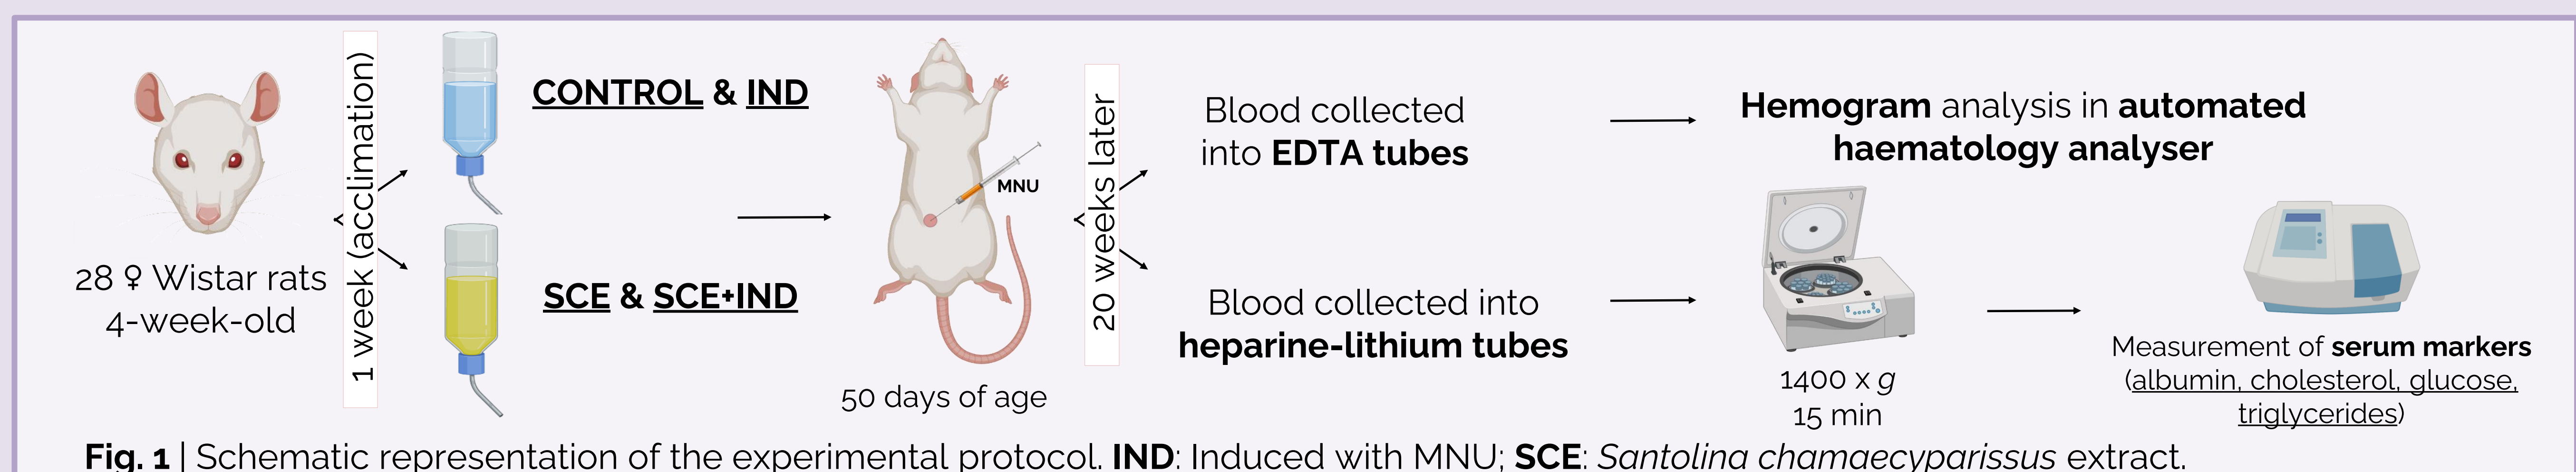 28 ♀ Wistar rats
4-week-old
1 week (acclimation)
CONTROL & IND
SCE & SCE+IND
MNU
50 days of age
20 weeks later
Blood collected
into EDTA tubes
Hemogram analysis in automated
haematology analyser
Blood collected into
heparine-lithium tubes
1400 x g
15 min
Measurement of serum markers
(albumin, cholesterol, glucose,
triglycerides)
Fig. 1 | Schematic representation of the experimental protocol. IND: Induced with MNU; SCE: Santolina chamaecyparissus extract.